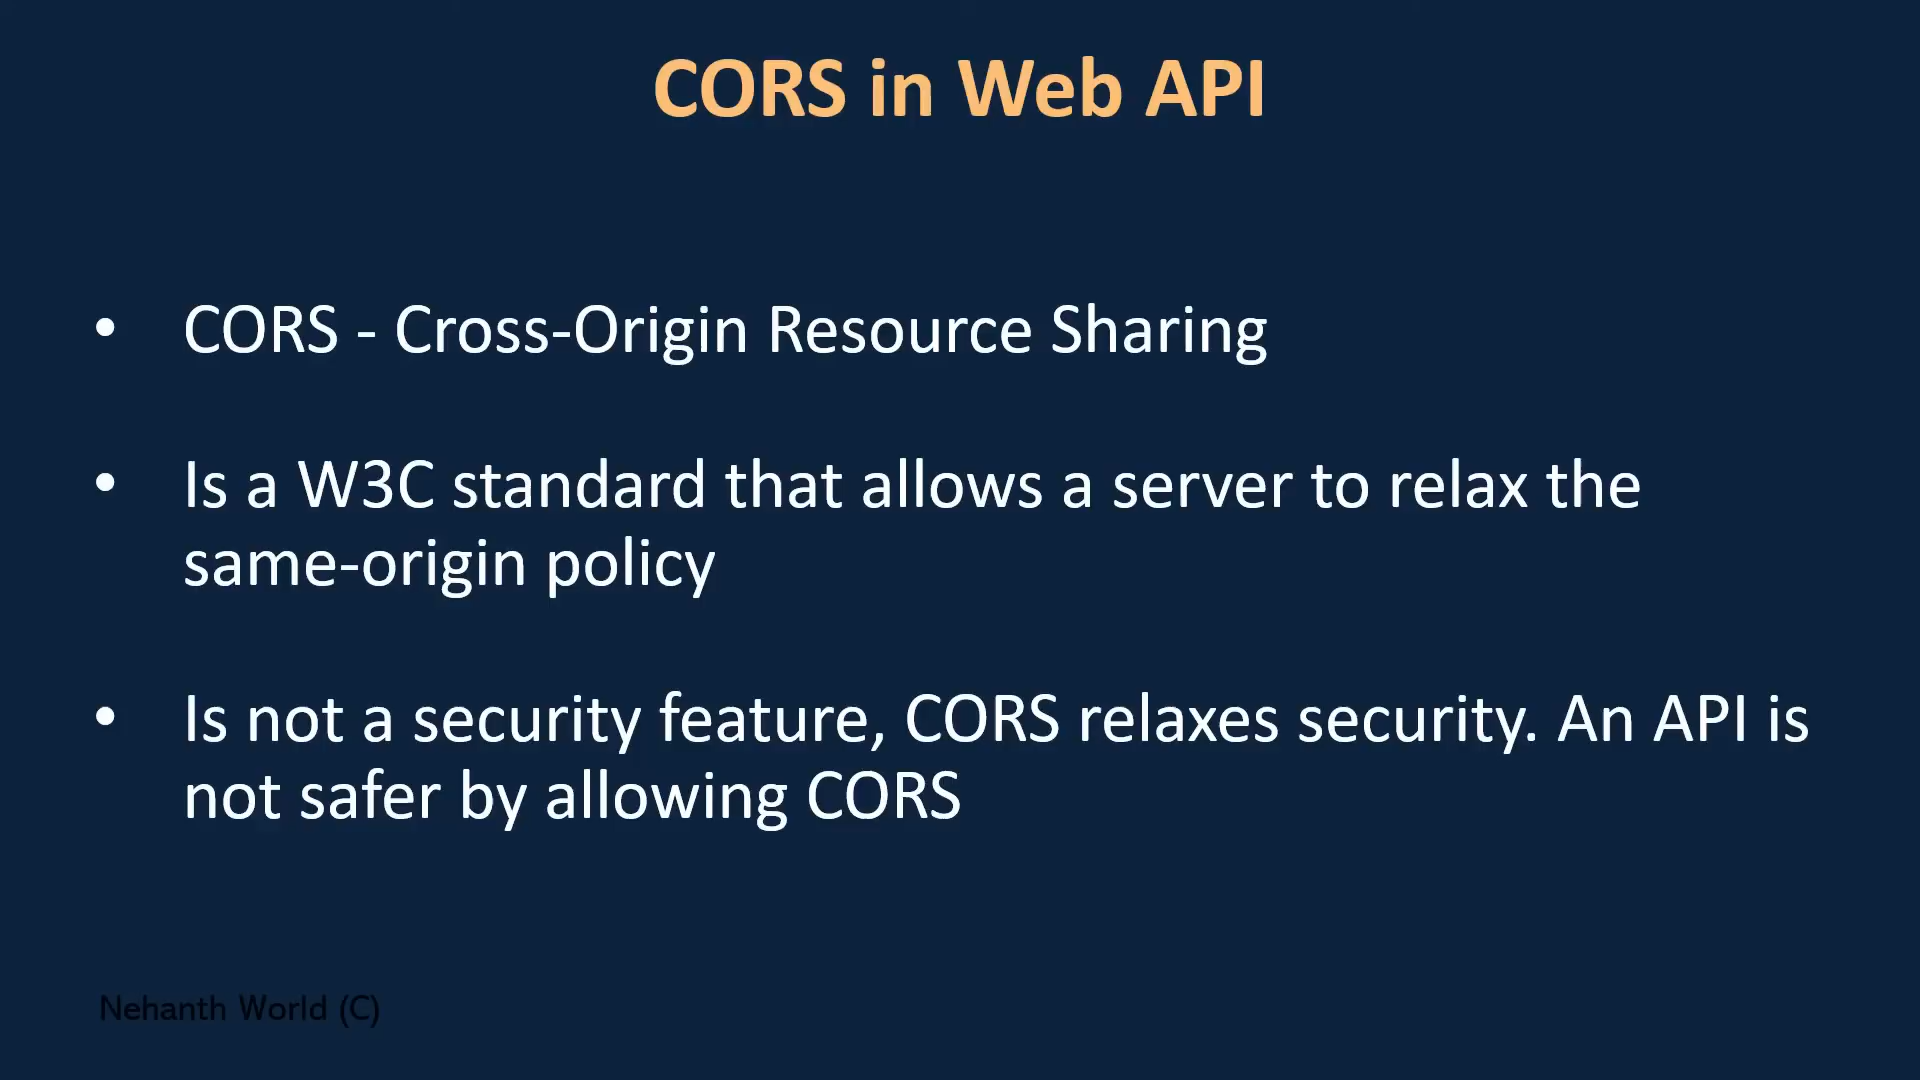 CORS in Web API
• CORS - Cross-Origin Resource Sharing
• Is a W3C standard that allows a server to relax the
same-origin policy
• Is not a security feature, CORS relaxes security. An API is
not safer by allowing CORS
Nehanth World (C)